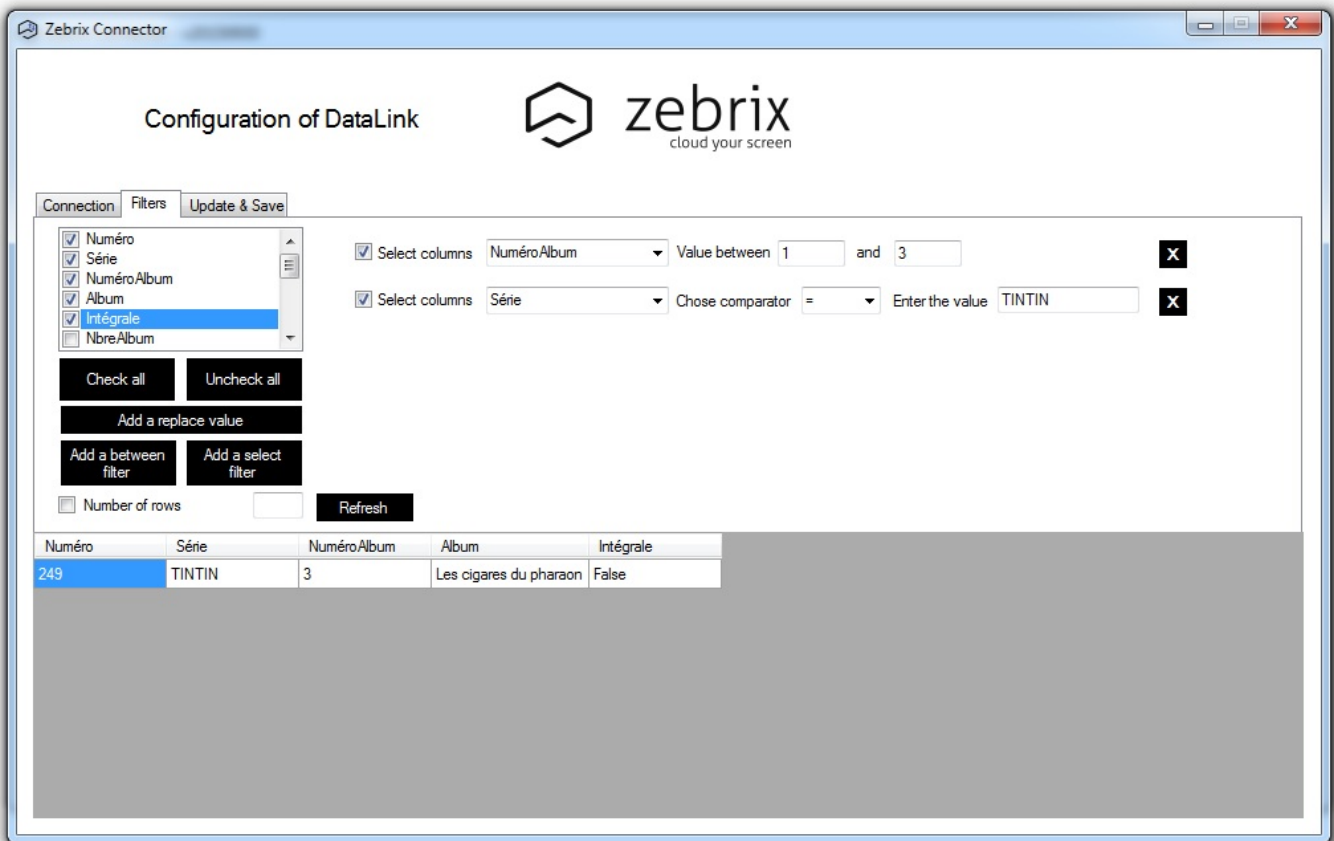 Zebrix Connector
Configuration of DataLink
zebrix
cloud your screen
Connection Filters Update & Save
Numéro
Série
NuméroAlbum
Album
Intégrale
NbreAlbum
Select columns NuméroAlbum Value between 1 and 3 X
Select columns Série Chose comparator = Enter the value TINTIN X
Check all Uncheck all
Add a replace value
Add a between filter Add a select filter
Number of rows Refresh
Numéro Série NuméroAlbum Album Intégrale
249 TINTIN 3 Les cigares du pharaon False